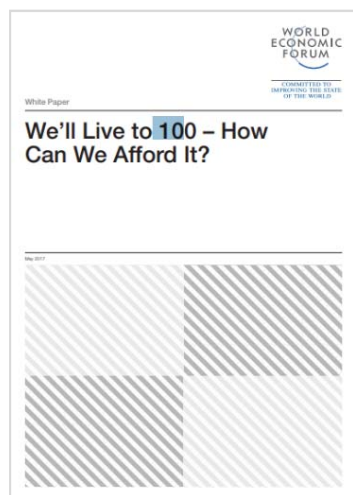 WORLD
ECONOMIC
FORUM
COMMITTED TO
IMPROVING THE STATE
OF THE WORLD
White Paper
We’ll Live to 100 – How
Can We Afford It?
May 2017